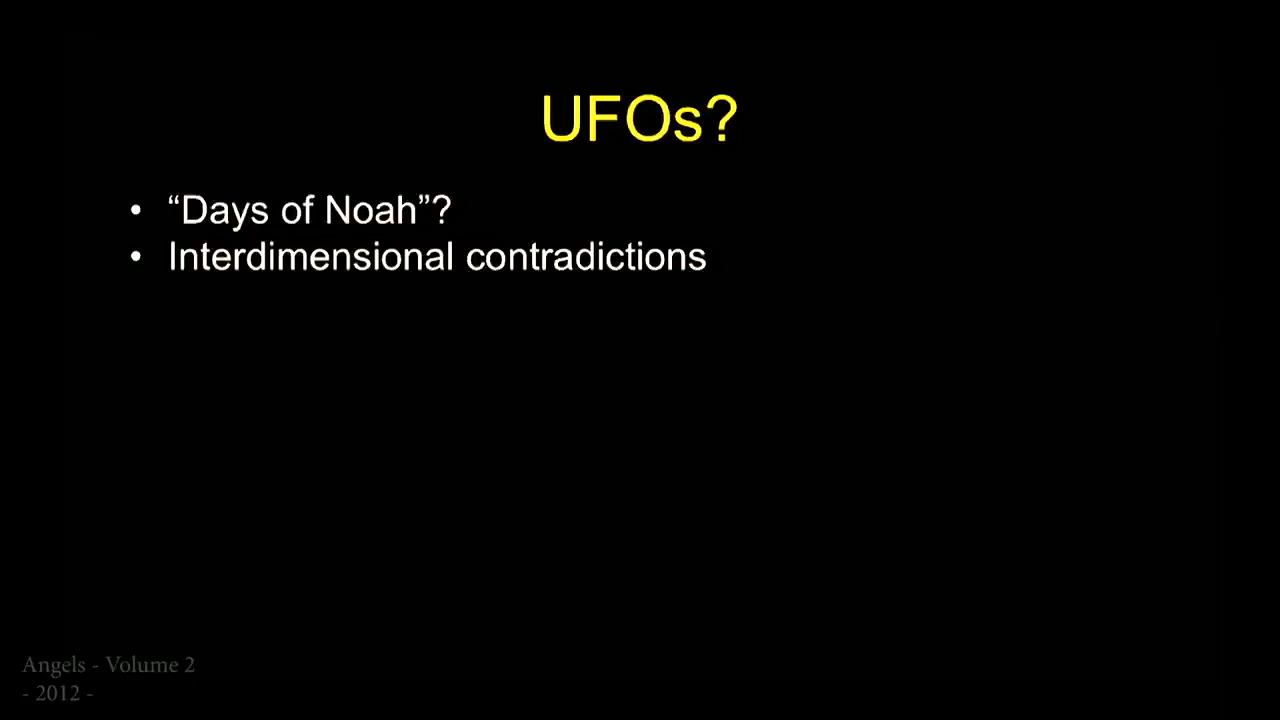 UFOs?
• “Days of Noah”?
• Interdimensional contradictions
Angels - Volume 2
- 2012 -